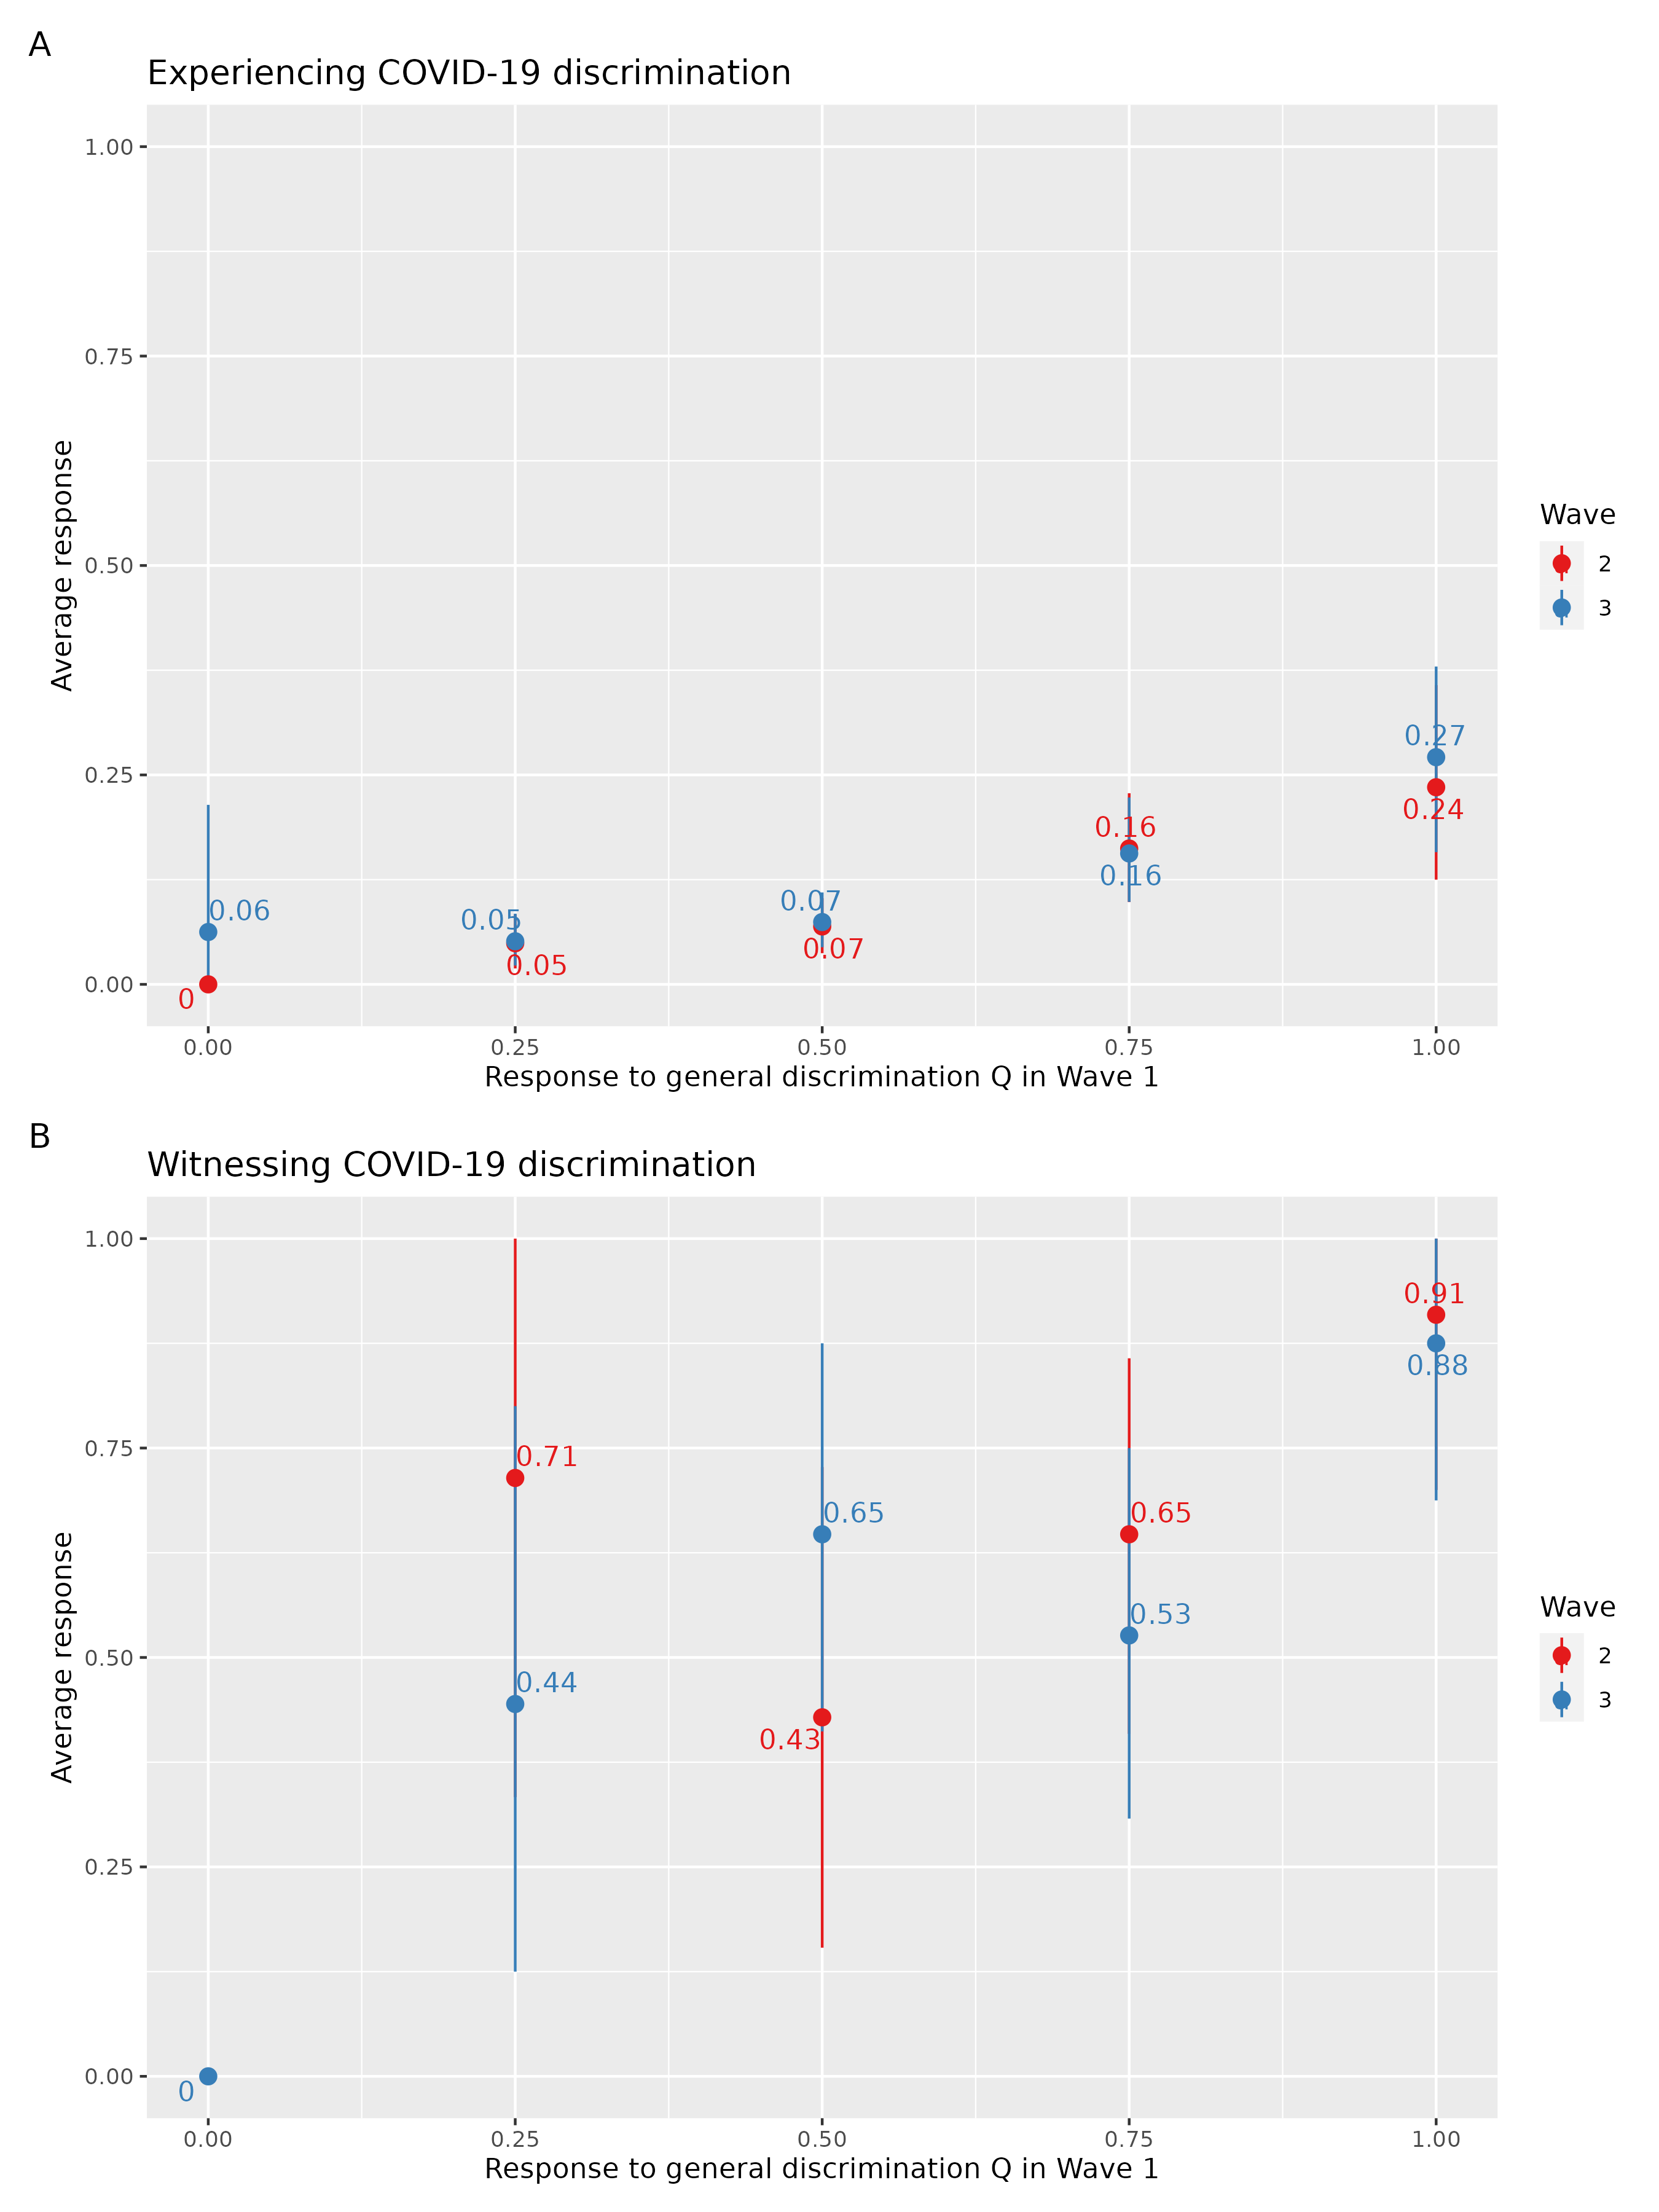 A
Experiencing COVID-19 discrimination
1.00
0.75
0.50
0.25
0.00
Average response
0.06
0
0.05
0.05
0.07
0.07
0.16
0.16
0.27
0.24
0.00 0.25 0.50 0.75 1.00
Response to general discrimination Q in Wave 1
Wave
2
3
B
Witnessing COVID-19 discrimination
1.00
0.75
0.50
0.25
0.00
Average response
0
0.71
0.44
0.65
0.43
0.65
0.53
0.91
0.88
0.00 0.25 0.50 0.75 1.00
Response to general discrimination Q in Wave 1
Wave
2
3